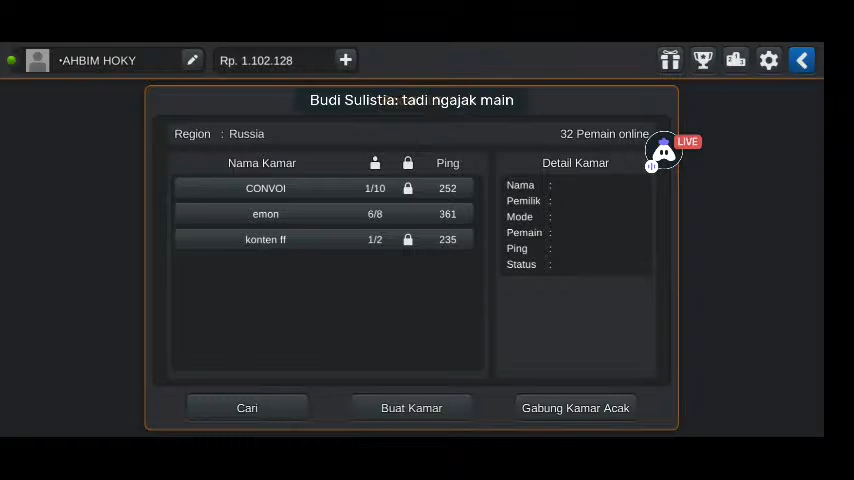 •AHBIM HOKY
Rp. 1.102.128
+
Budi Sulistia: tadi ngajak main
Region : Russia
32 Pemain online
LIVE
Nama Kamar Ping
CONVOI 1/10 252
emon 6/8 361
konten ff 1/2 235
Detail Kamar
Nama :
Pemilik :
Mode :
Pemain :
Ping :
Status :
Cari
Buat Kamar
Gabung Kamar Acak